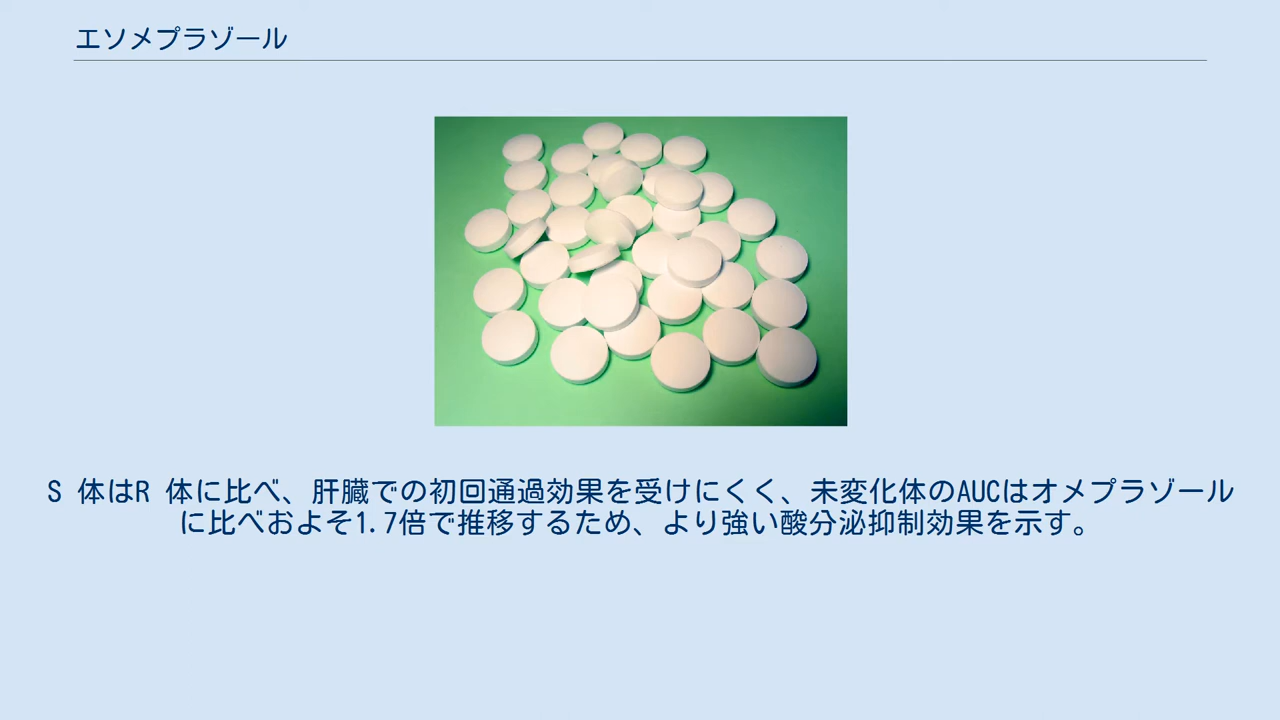 エソメプラゾール
S 体はR 体に比べ、肝臓での初回通過効果を受けにくく、未変化体のAUCはオメプラゾール
に比べおよそ1.7倍で推移するため、より強い酸分泌抑制効果を示す。